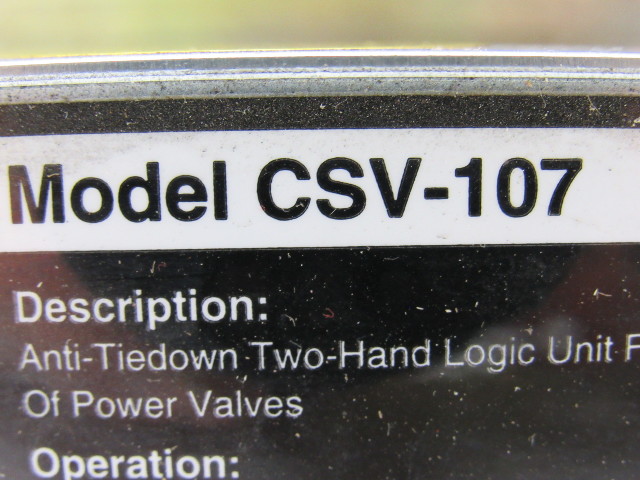 Model CSV-107
Description:
Anti-Tiedown Two-Hand Logic Unit F
Of Power Valves
Operation: